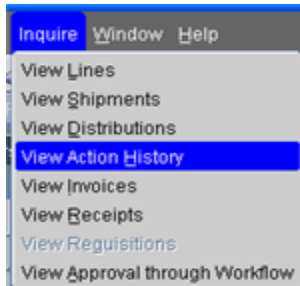 Inquire Window Help
View Lines
View Shipments
View Distributions
View Action History
View Invoices
View Receipts
View Reguisitions
View Approval through Workflow